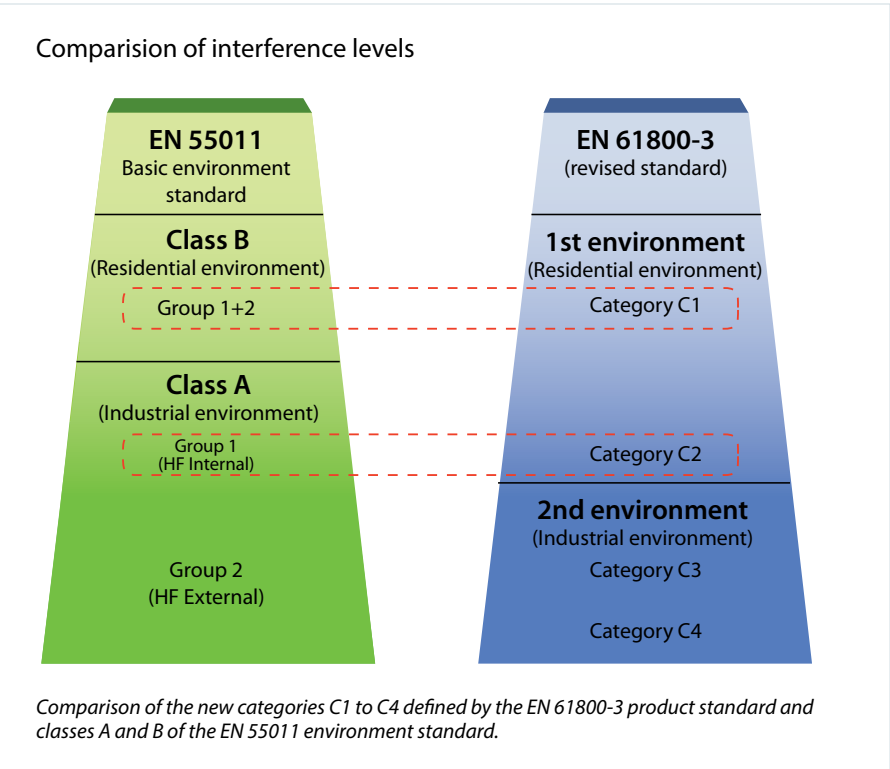 Comparision of interference levels
EN 55011
Basic environment
standard
Class B
(Residential environment)
Group 1+2
Class A
(Industrial environment)
Group 1
(HF Internal)
Group 2
(HF External)
EN 61800-3
(revised standard)
1st environment
(Residential environment)
Category C1
Category C2
2nd environment
(Industrial environment)
Category C3
Category C4
Comparison of the new categories C1 to C4 defined by the EN 61800-3 product standard and
classes A and B of the EN 55011 environment standard.